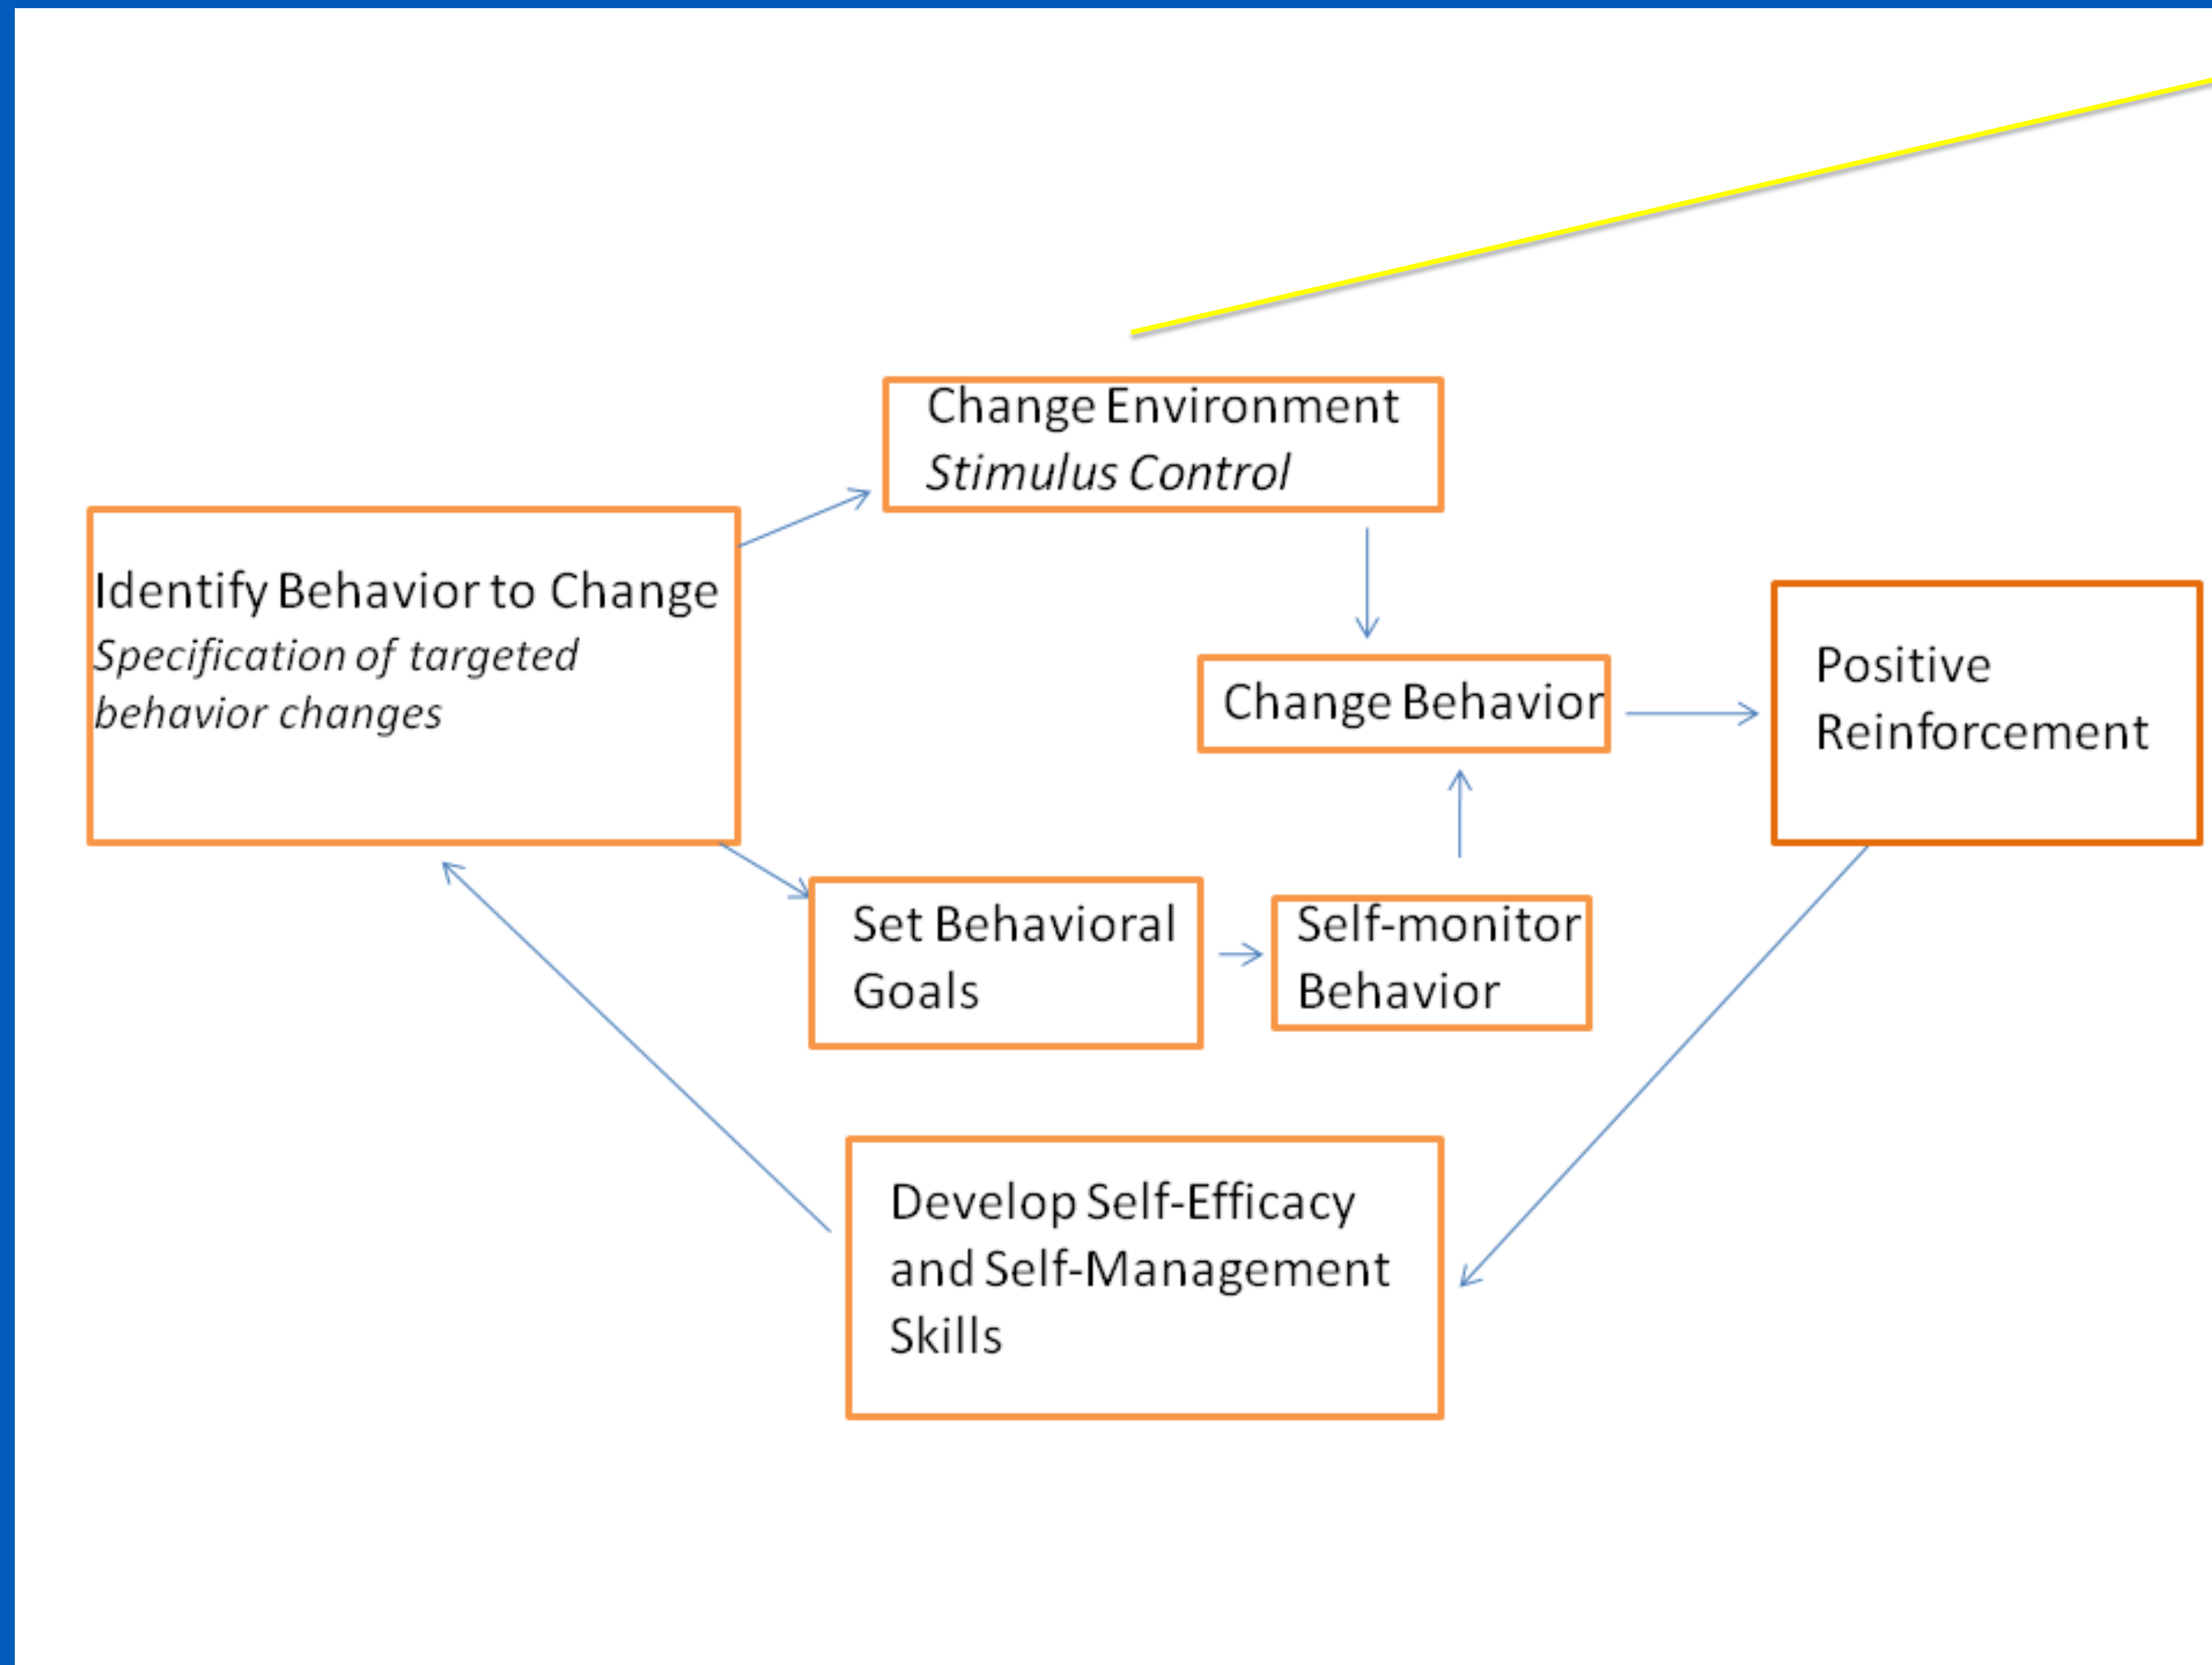 Change Environment
Stimulus Control
Identify Behavior to Change
Specification of targeted
behavior changes
Change Behavior
Positive
Reinforcement
Set Behavioral
Goals
Self-monitor
Behavior
Develop Self-Efficacy
and Self-Management
Skills